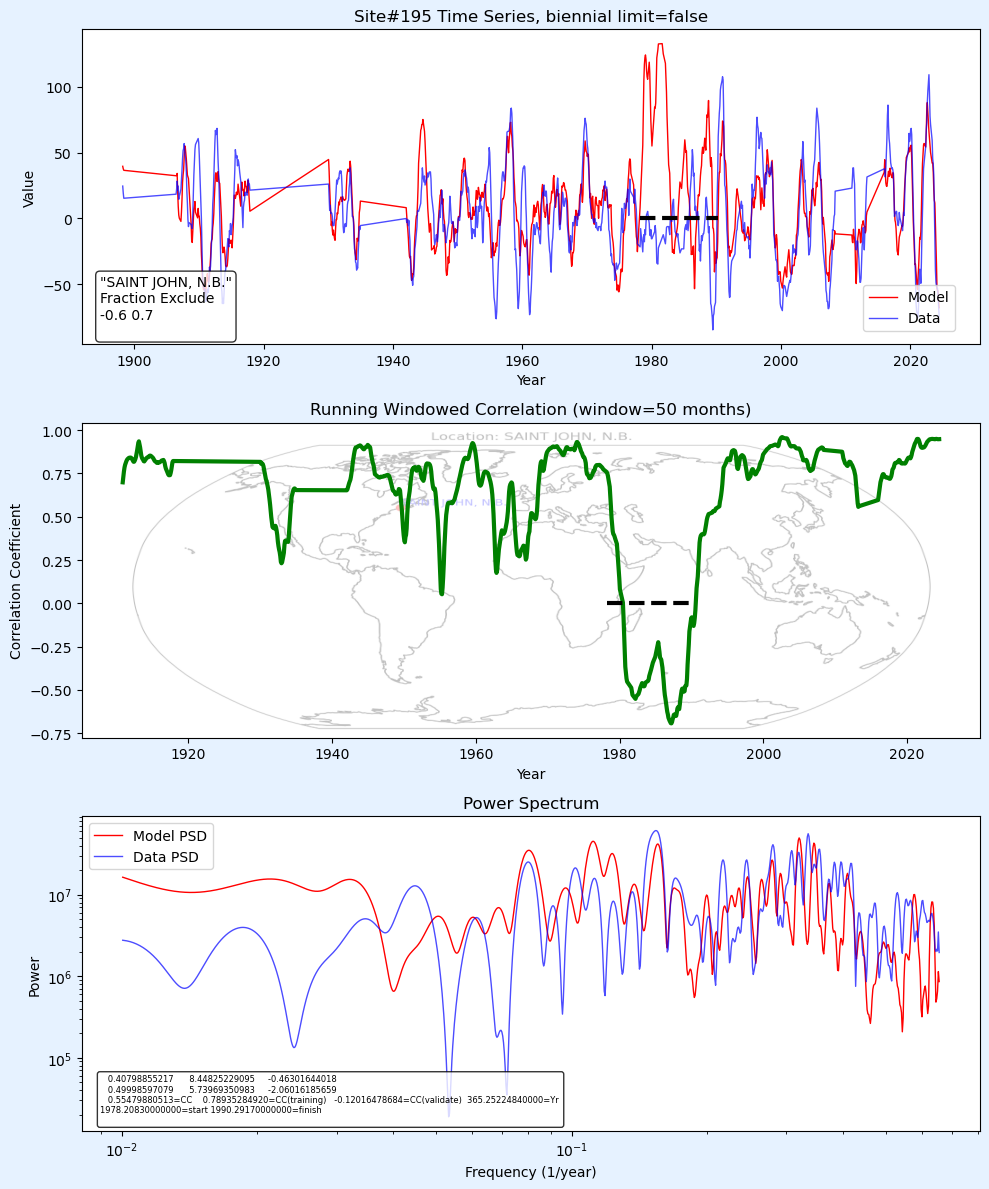 Site#195 Time Series, biennial limit=false
Value
100
50
0
−50
"SAINT JOHN, N.B."
Fraction Exclude
-0.6 0.7
Model
Data
1900 1920 1940 1960 1980 2000 2020
Year
Running Windowed Correlation (window=50 months)
Location: SAINT JOHN, N.B.
Correlation Coefficient
1.00
0.75
0.50
0.25
0.00
−0.25
−0.50
−0.75
1920 1940 1960 1980 2000 2020
Year
Power Spectrum
Model PSD
Data PSD
Power
10^7
10^6
10^5
0.40798855217 8.44825229095 -0.46301644018
0.49998597079 5.73969350983 -2.06016185659
0.55479880513=CC 0.78935284920=CC(training) -0.12016478684=CC(validate) 365.25224840000=Yr
1978.20830000000=start 1990.29170000000=finish
10^−2 10^−1
Frequency (1/year)